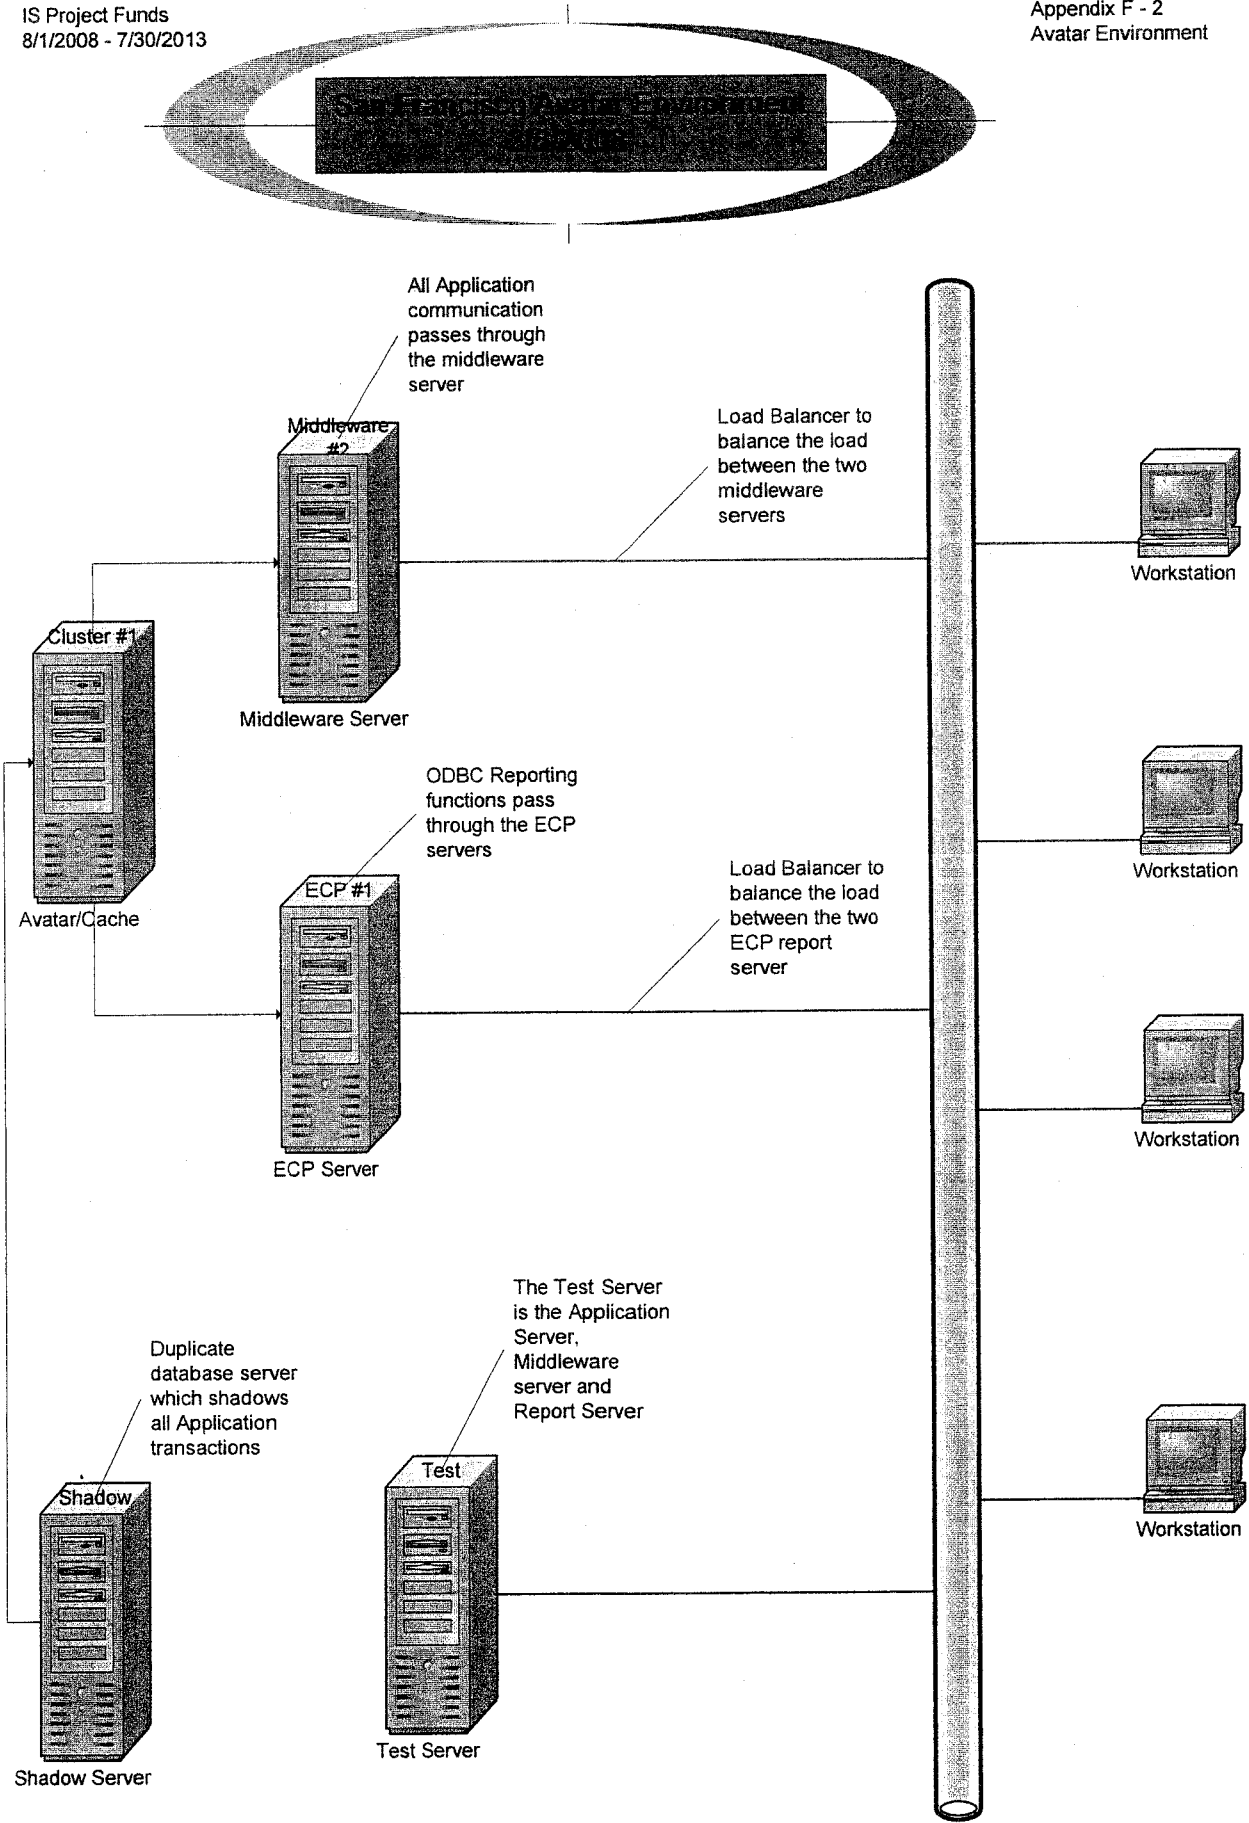 IS Project Funds
8/1/2008 - 7/30/2013
Appendix F - 2
Avatar Environment
San Francisco Avatar Environment
All Application
communication
passes through
the middleware
server
Middleware
#2
Middleware Server
Load Balancer to
balance the load
between the two
middleware
servers
Workstation
Cluster #1
Avatar/Cache
ODBC Reporting
functions pass
through the ECP
servers
ECP #1
ECP Server
Load Balancer to
balance the load
between the two
ECP report
server
Workstation
Workstation
The Test Server
is the Application
Server,
Middleware
server and
Report Server
Test
Test Server
Duplicate
database server
which shadows
all Application
transactions
Shadow
Shadow Server
Workstation